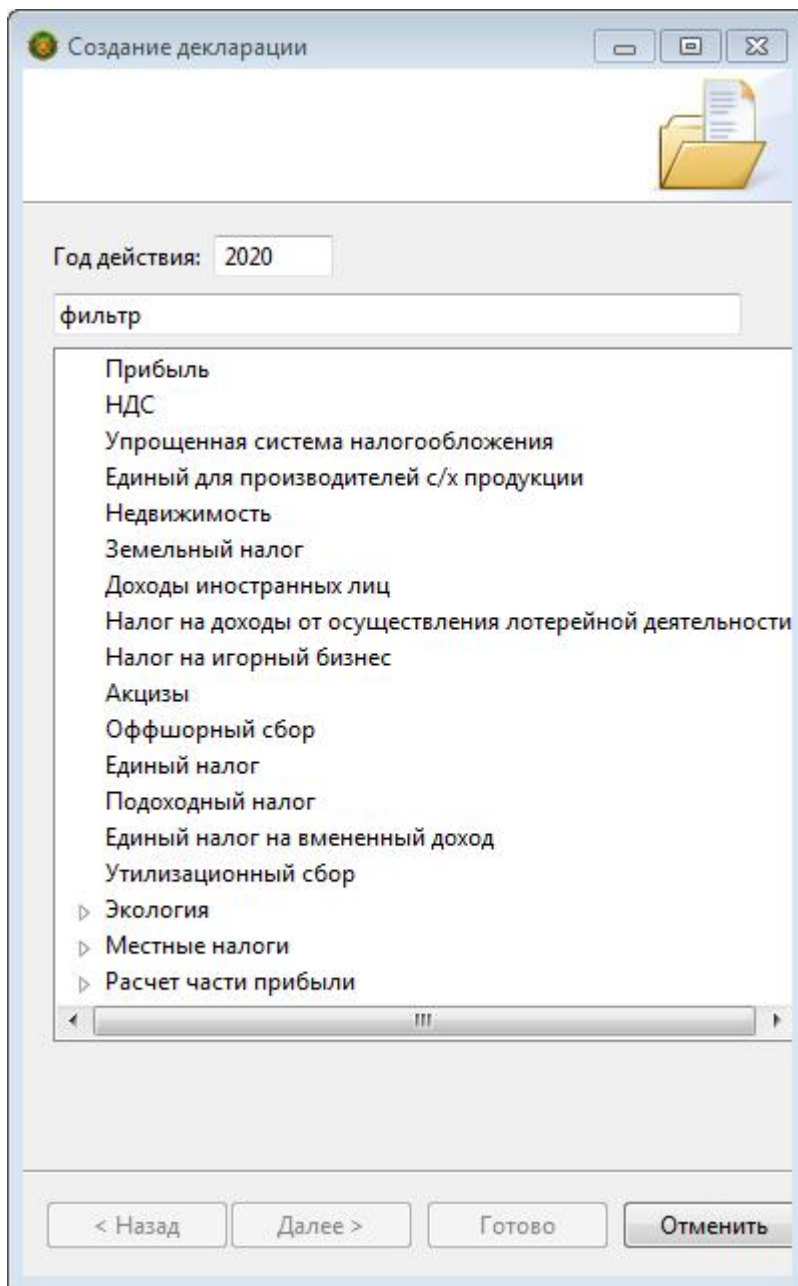 Создание декларации
Год действия: 2020
фильтр
Прибыль
НДС
Упрощенная система налогообложения
Единый для производителей с/х продукции
Недвижимость
Земельный налог
Доходы иностранных лиц
Налог на доходы от осуществления лотерейной деятельности
Налог на игорный бизнес
Акцизы
Оффшорный сбор
Единый налог
Подоходный налог
Единый налог на вмененный доход
Утилизационный сбор
Экология
Местные налоги
Расчет части прибыли
< Назад Далее > Готово Отменить